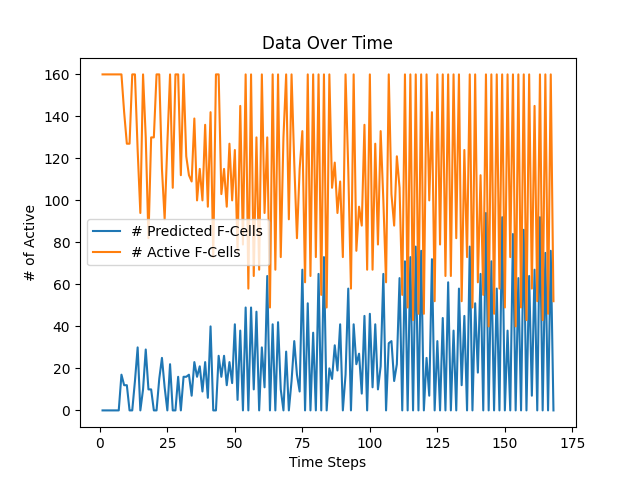 Data Over Time
160
140
120
100
80
60
40
20
0
# of Active
# Predicted F-Cells
# Active F-Cells
0 25 50 75 100 125 150 175
Time Steps